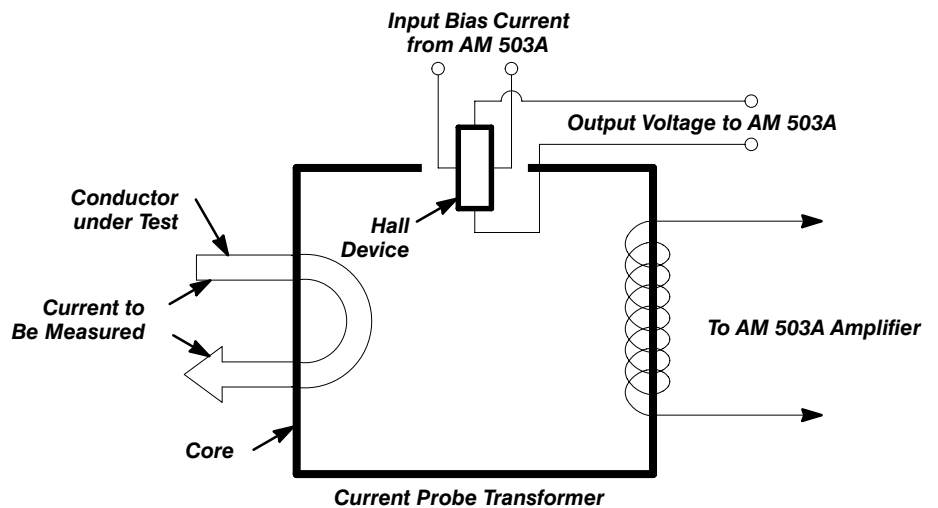 Input Bias Current
from AM 503A
Output Voltage to AM 503A
Conductor
under Test
Hall
Device
Current to
Be Measured
To AM 503A Amplifier
Core
Current Probe Transformer